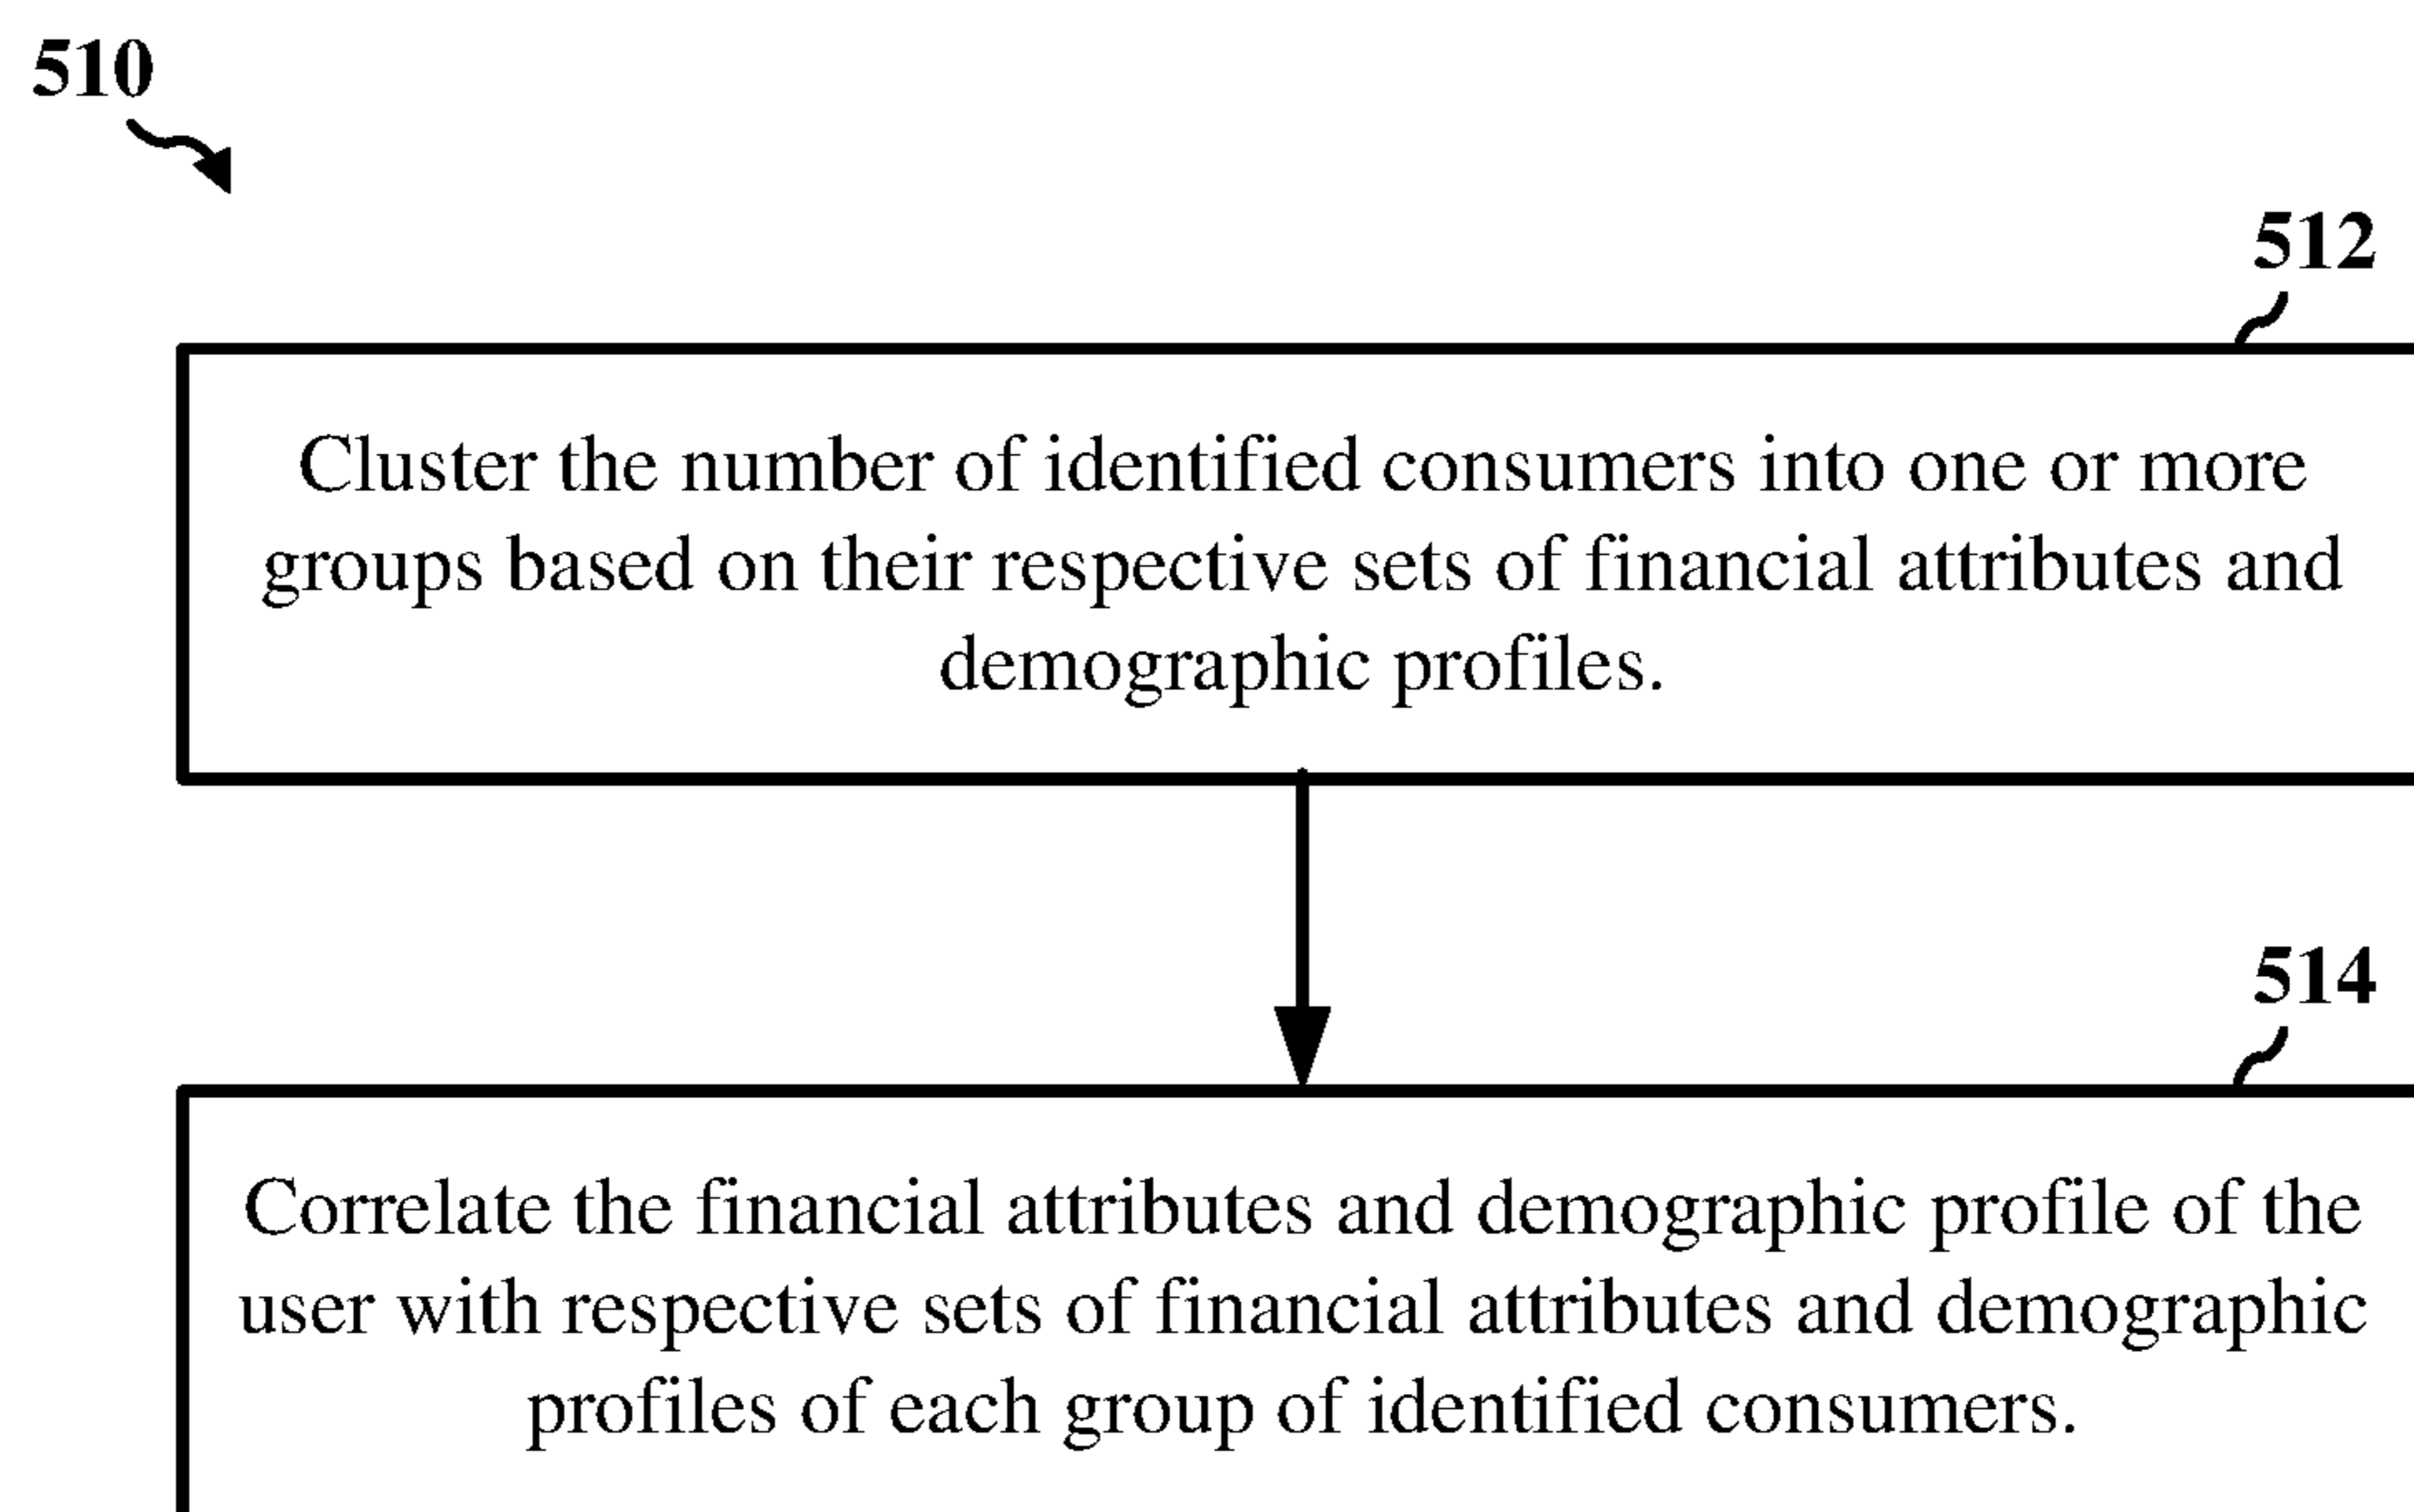 510
512
Cluster the number of identified consumers into one or more
groups based on their respective sets of financial attributes and
demographic profiles.
514
Correlate the financial attributes and demographic profile of the
user with respective sets of financial attributes and demographic
profiles of each group of identified consumers.